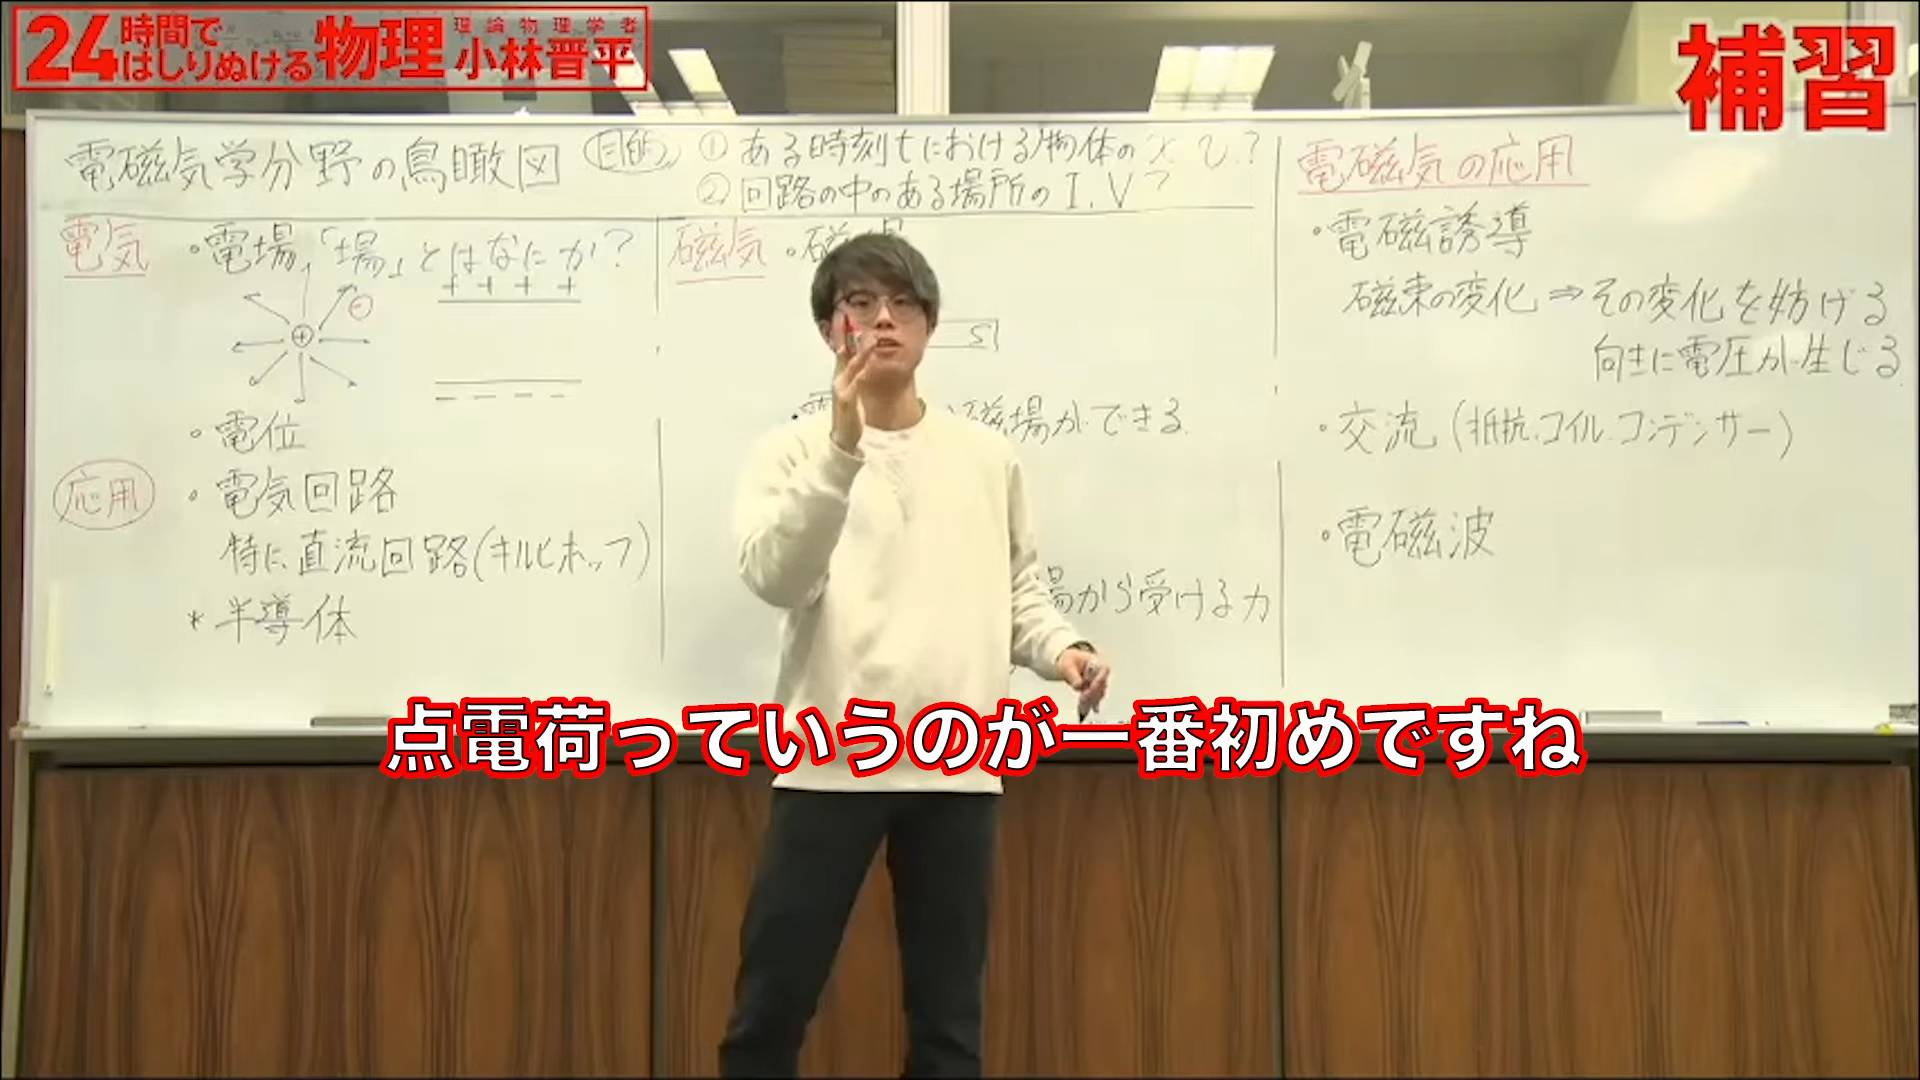 24時間ではしりぬける物理
理論物理学者
小林晋平
補習
電磁気学分野の鳥瞰図
目的
① ある時刻tにおける物体の x v ?
② 回路の中のある場所の I, V ?
電気
・電場「場」とはなにか?
+ + + +
+
−
− − − −
・電位
応用
・電気回路
特に直流回路(キルヒホッフ)
* 半導体
磁気
S
磁場ができる
場から受ける力
電磁気の応用
・電磁誘導
磁束の変化 ⇒ その変化を妨げる
向きに電圧が生じる
・交流 (抵抗、コイル、コンデンサー)
・電磁波
点電荷っていうのが一番初めですね